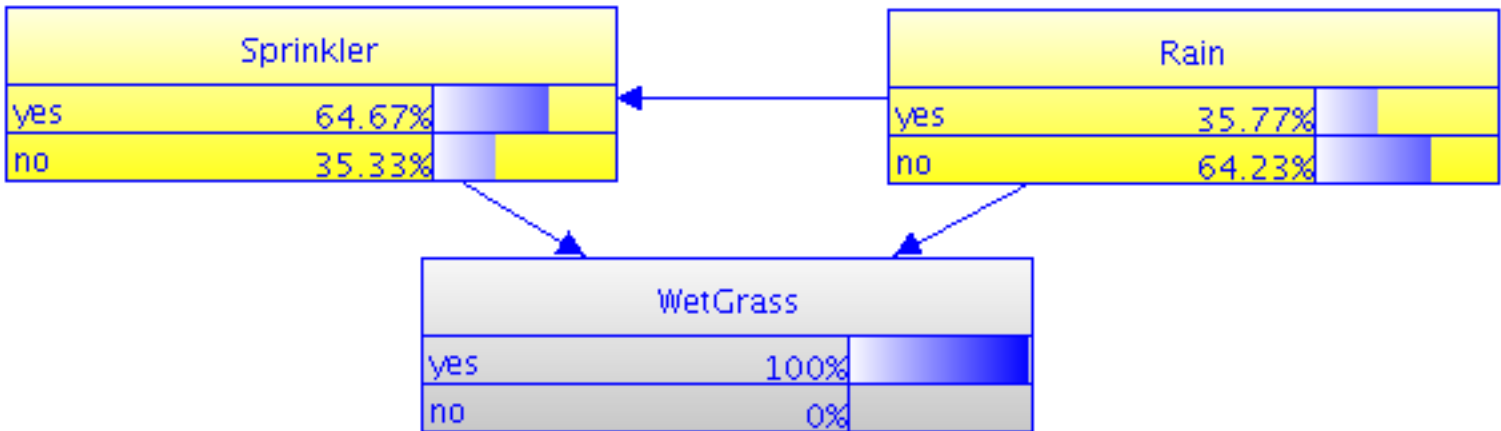 Sprinkler
yes 64.67%
no 35.33%
Rain
yes 35.77%
no 64.23%
WetGrass
yes 100%
no 0%